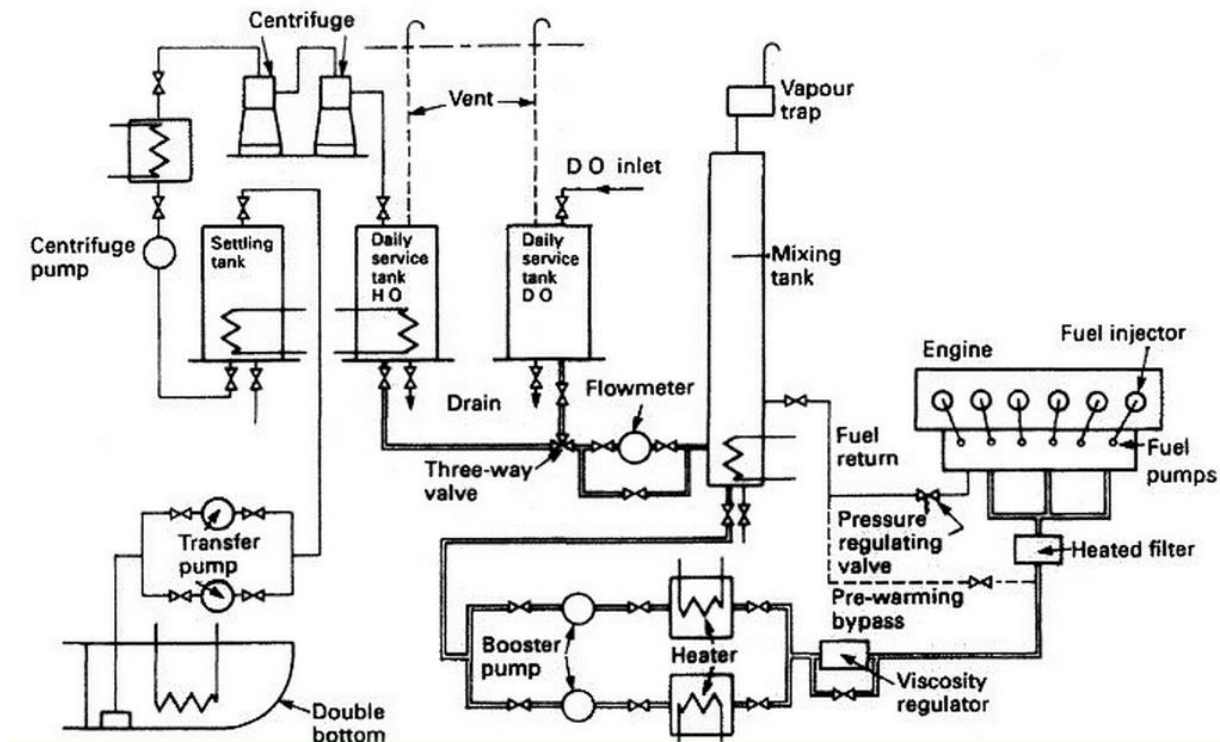 Centrifuge
Centrifuge
Vent
Vapour
trap
D O inlet
Centrifuge
pump
Settling
tank
Daily
service
tank
H O
Daily
service
tank
D O
Mixing
tank
Engine
Fuel injector
Drain
Flowmeter
Three-way
valve
Fuel
return
Fuel
pumps
Transfer
pump
Pressure
regulating
valve
Heated filter
Pre-warming
bypass
Booster
pump
Heater
Viscosity
regulator
Double
bottom